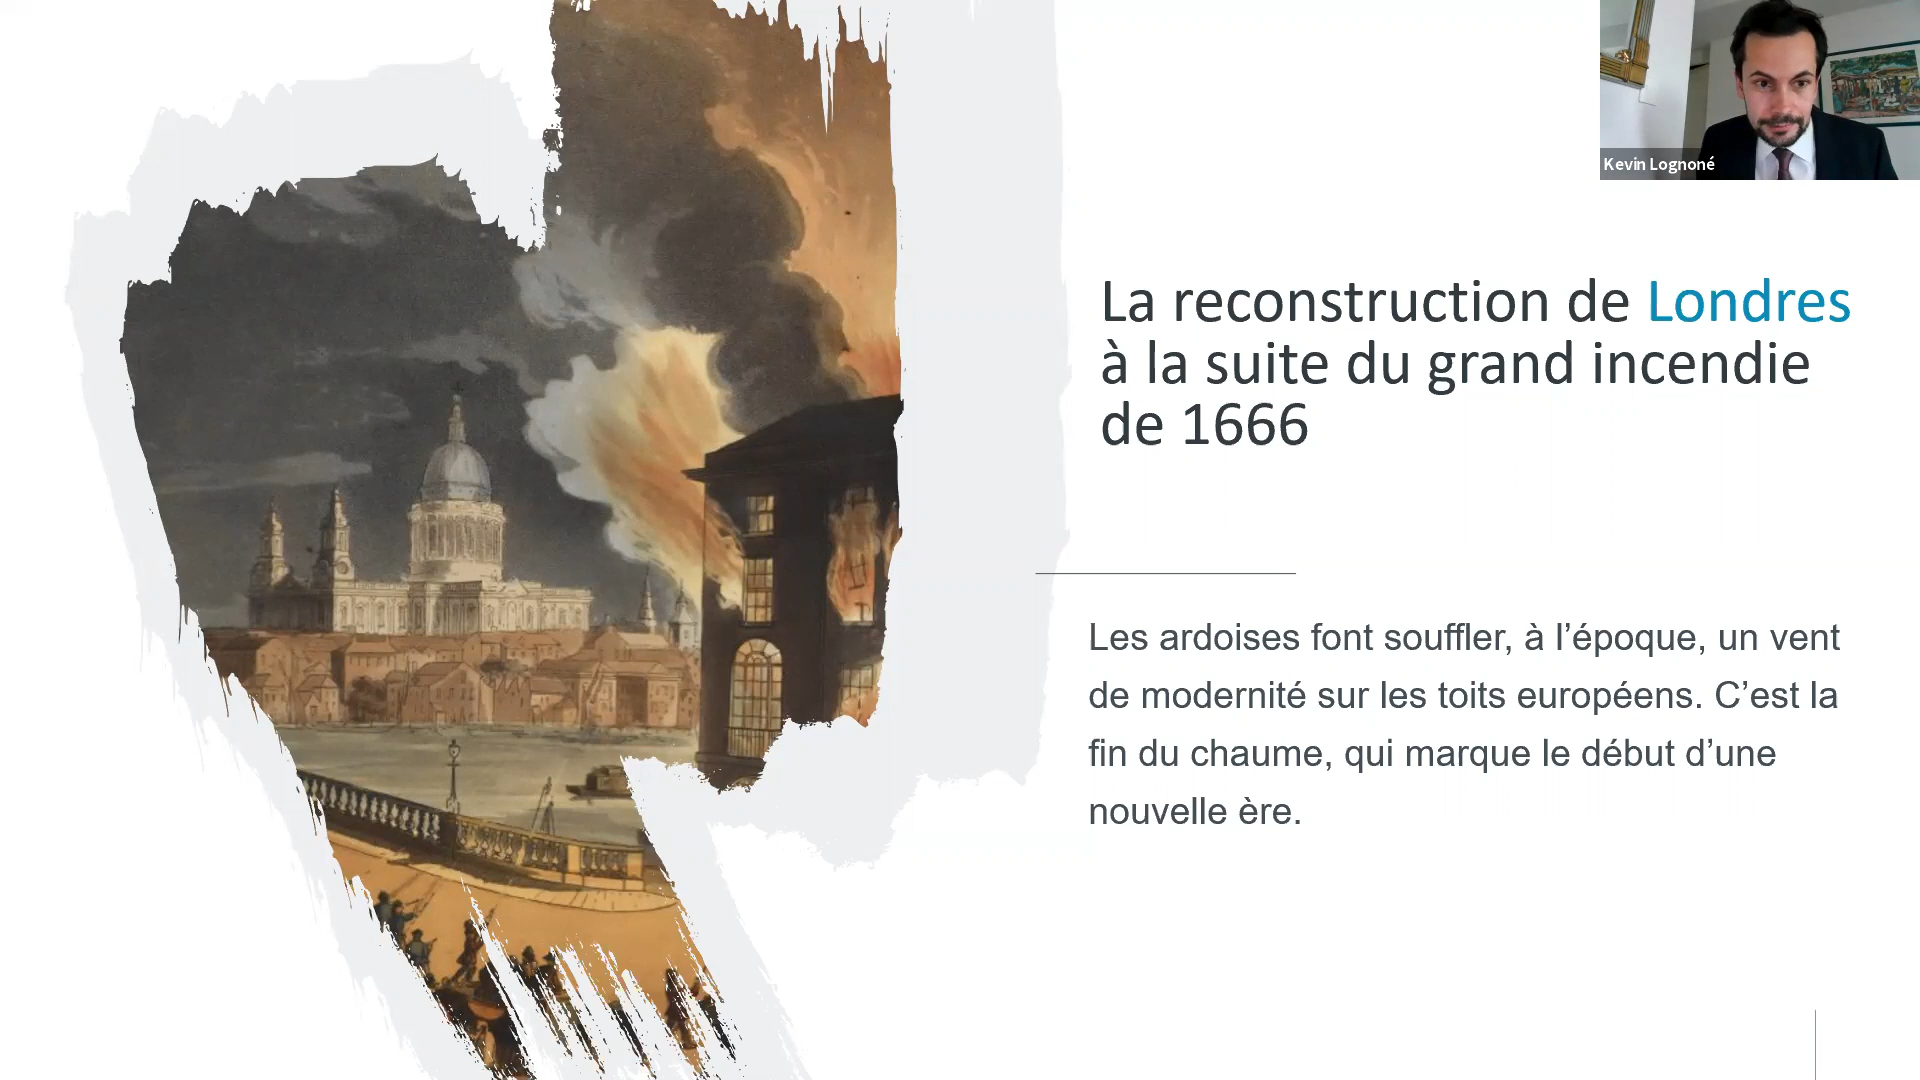 Kevin Lognoné
La reconstruction de Londres
à la suite du grand incendie
de 1666
Les ardoises font souffler, à l’époque, un vent
de modernité sur les toits européens. C’est la
fin du chaume, qui marque le début d’une
nouvelle ère.